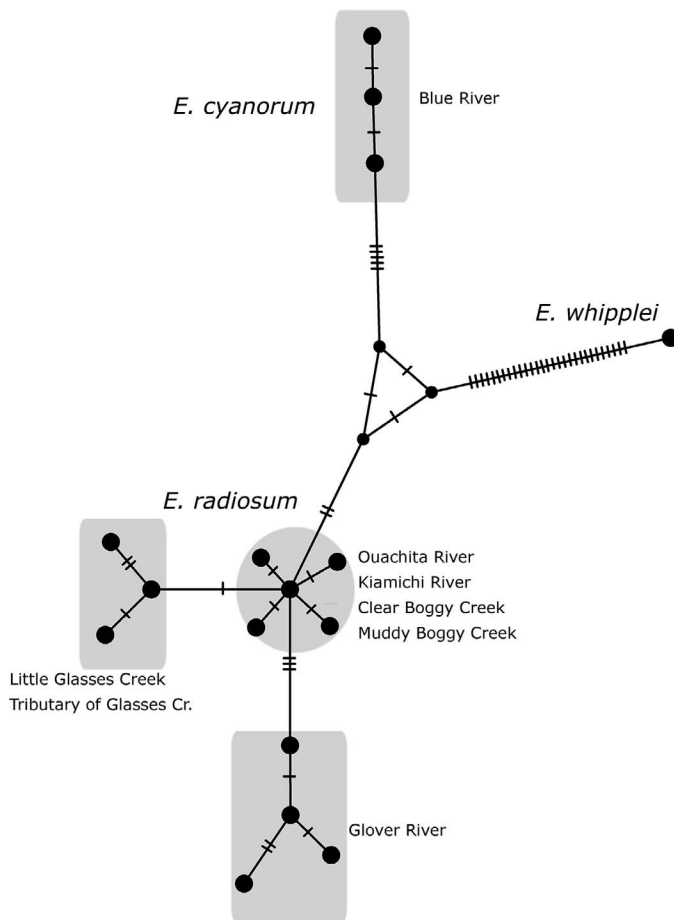 E. cyanorum
Blue River
E. whipplei
E. radiosum
Ouachita River
Kiamichi River
Clear Boggy Creek
Muddy Boggy Creek
Little Glasses Creek
Tributary of Glasses Cr.
Glover River